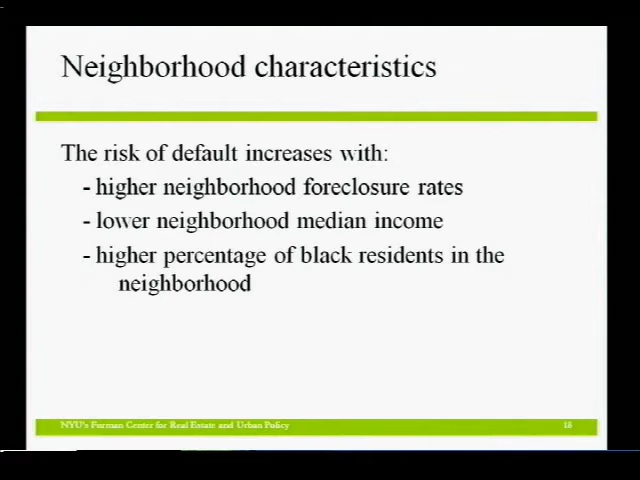 Neighborhood characteristics
The risk of default increases with:
- higher neighborhood foreclosure rates
- lower neighborhood median income
- higher percentage of black residents in the
neighborhood
NYU's Furman Center for Real Estate and Urban Policy
18